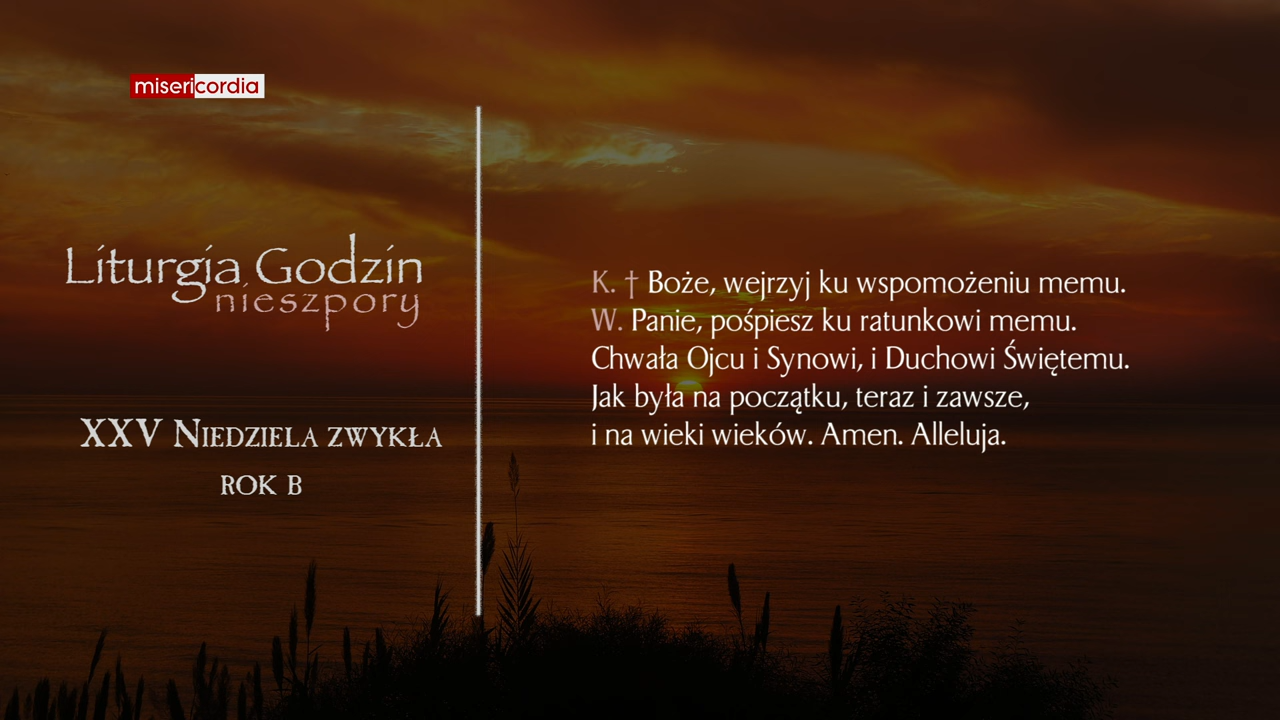 misericordia
Liturgia Godzin
nieszpory
XXV Niedziela zwykła
rok B
K. † Boże, wejrzyj ku wspomożeniu memu.
W. Panie, pośpiesz ku ratunkowi memu.
Chwała Ojcu i Synowi, i Duchowi Świętemu.
Jak była na początku, teraz i zawsze,
i na wieki wieków. Amen. Alleluja.